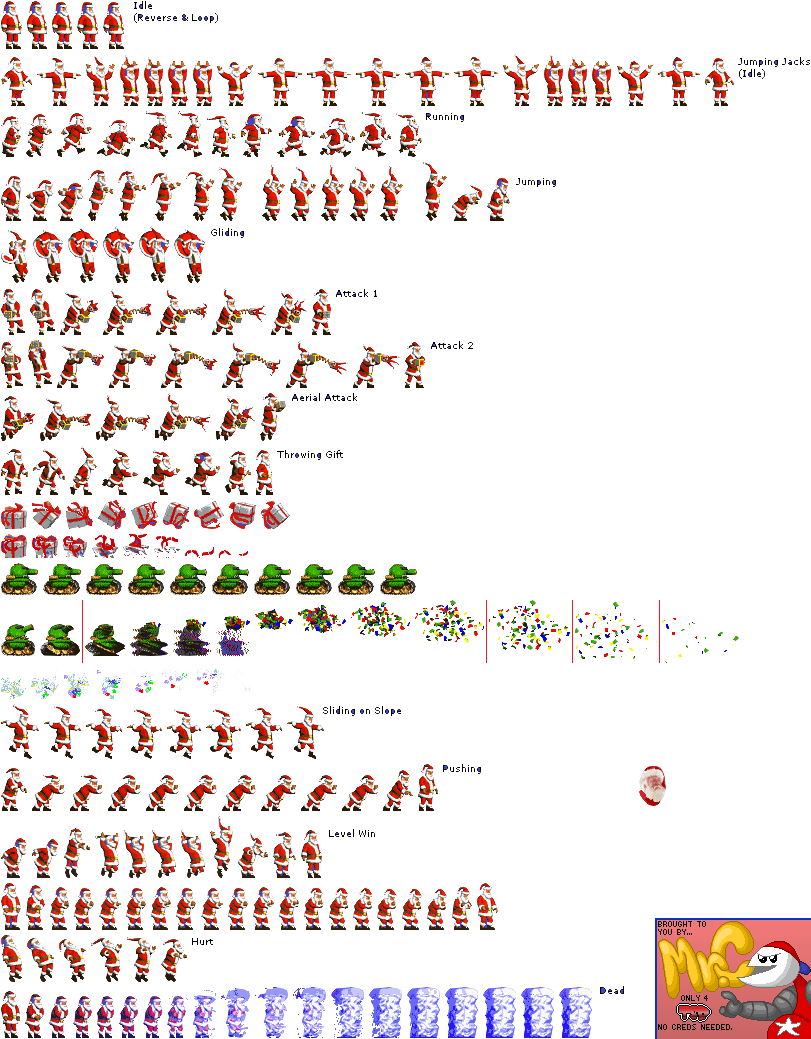 Idle
(Reverse & Loop)
Jumping Jacks
(Idle)
Running
Jumping
Gliding
Attack 1
Attack 2
Aerial Attack
Throwing Gift
Sliding on Slope
Pushing
Level Win
Hurt
Dead
BROUGHT TO
YOU BY...
Mr. C
ONLY 4
NO CREDS NEEDED.